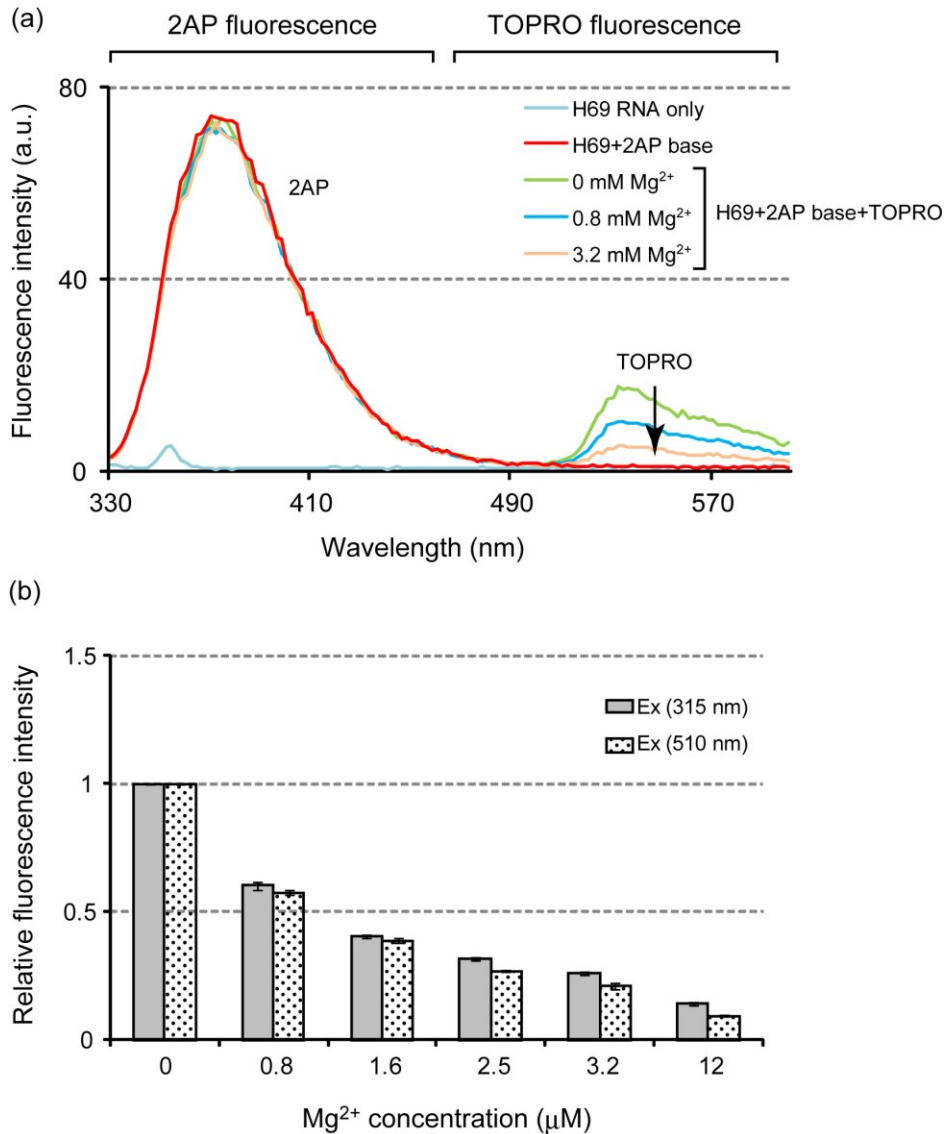 (a)
2AP fluorescence TOPRO fluorescence
80
40
0
Fluorescence intensity (a.u.)
H69 RNA only
H69+2AP base
0 mM Mg²⁺
0.8 mM Mg²⁺
3.2 mM Mg²⁺
H69+2AP base+TOPRO
2AP
TOPRO
330 410 490 570
Wavelength (nm)
(b)
1.5
1
0.5
0
Relative fluorescence intensity
Ex (315 nm)
Ex (510 nm)
0 0.8 1.6 2.5 3.2 12
Mg²⁺ concentration (μM)